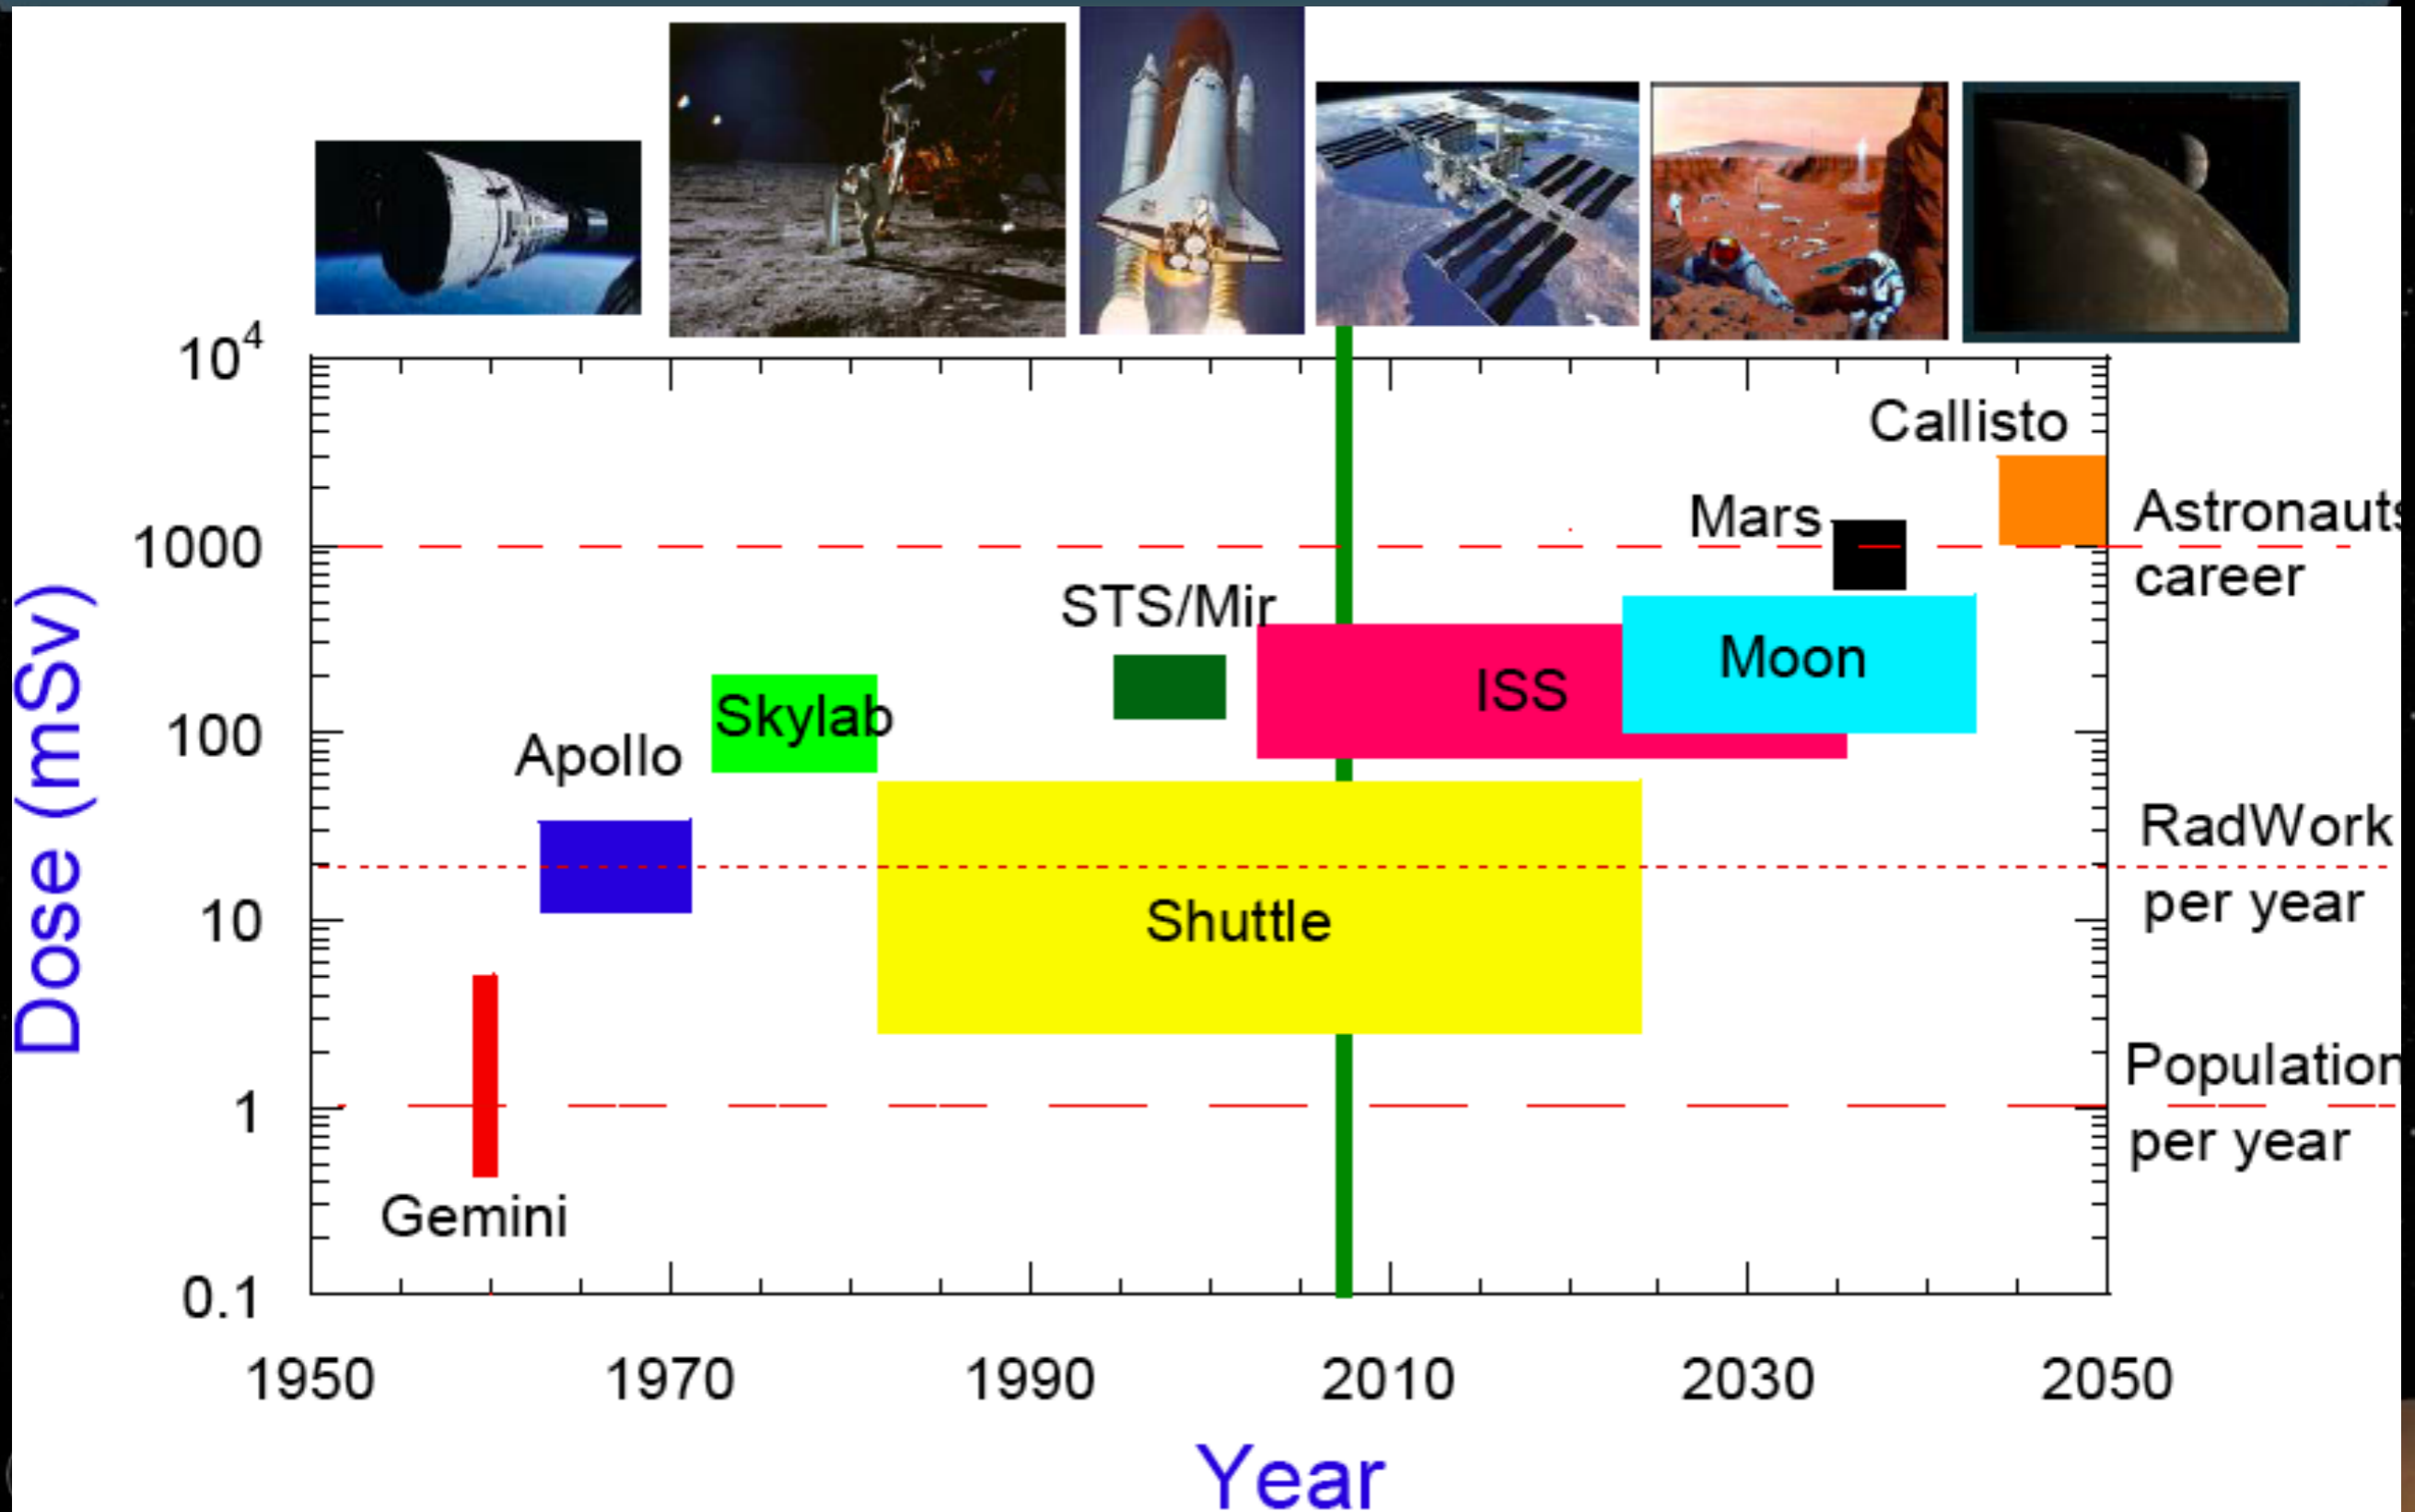 10^4
Callisto
Mars
Astronauts
1000
career
STS/Mir
Moon
ISS
Skylab
100
Apollo
RadWork
per year
10
Shuttle
Population
1
per year
Gemini
0.1
Dose (mSv)
1950 1970 1990 2010 2030 2050
Year